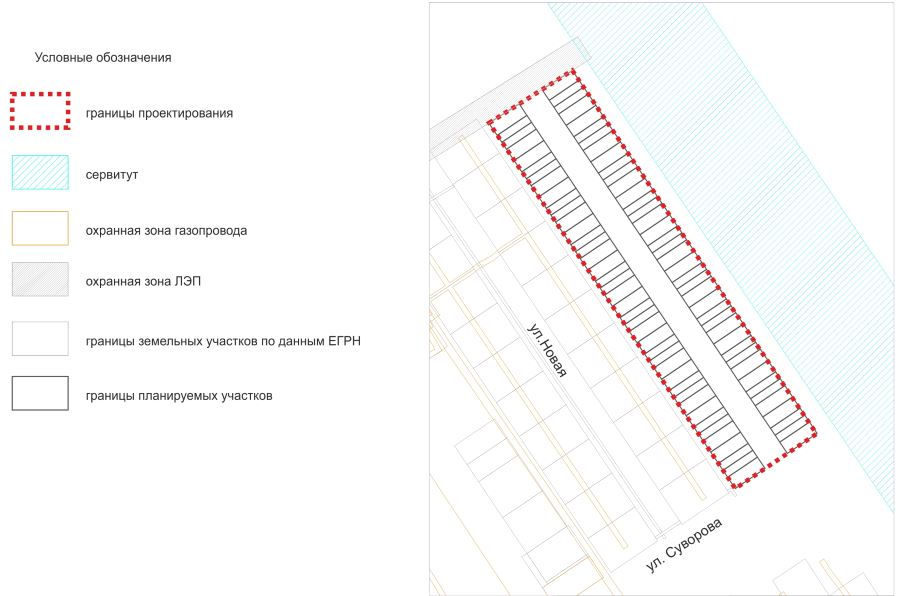 Условные обозначения
границы проектирования
сервитут
охранная зона газопровода
охранная зона ЛЭП
границы земельных участков по данным ЕГРН
границы планируемых участков
ул.Новая
ул. Суворова